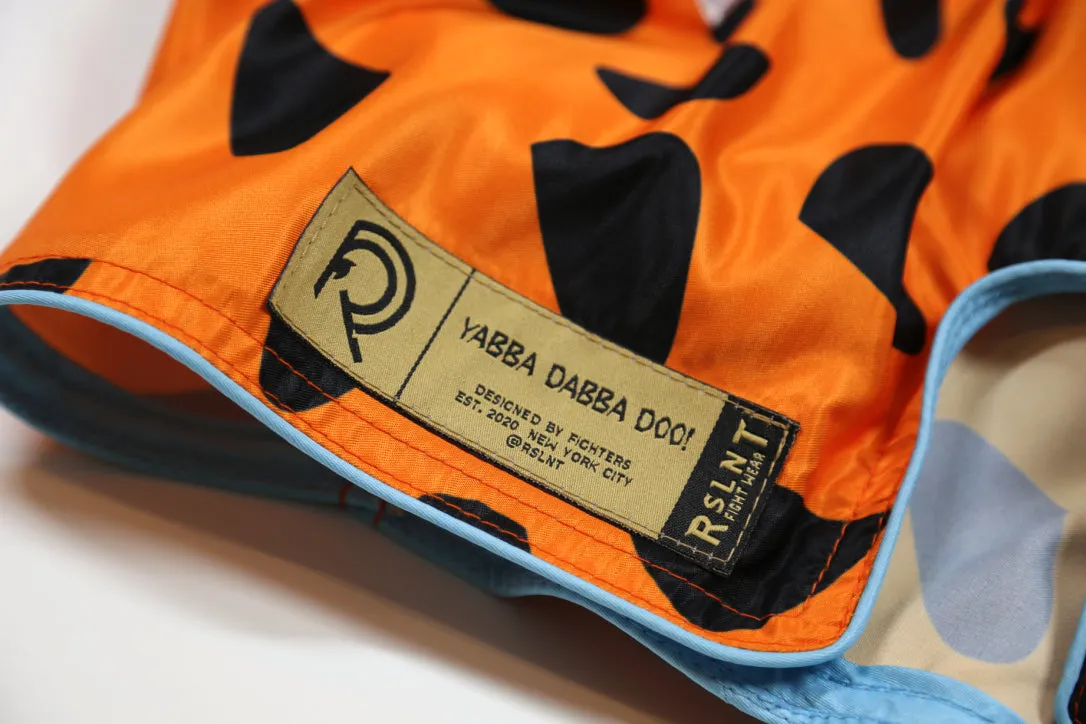 YABBA DABBA DOO!
DESIGNED BY FIGHTERS
EST. 2020 NEW YORK CITY
@RSLNT
RSLNT
FIGHT WEAR